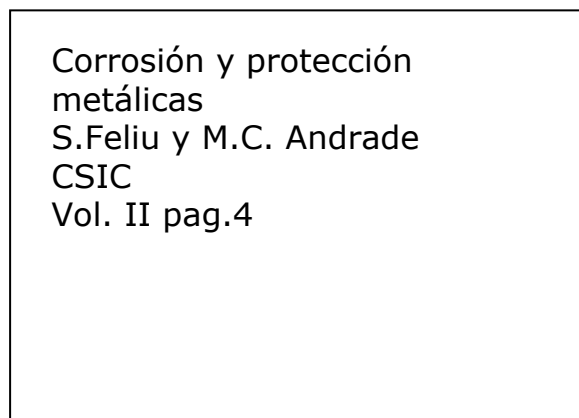 Corrosión y protección
metálicas
S.Feliu y M.C. Andrade
CSIC
Vol. II pag.4